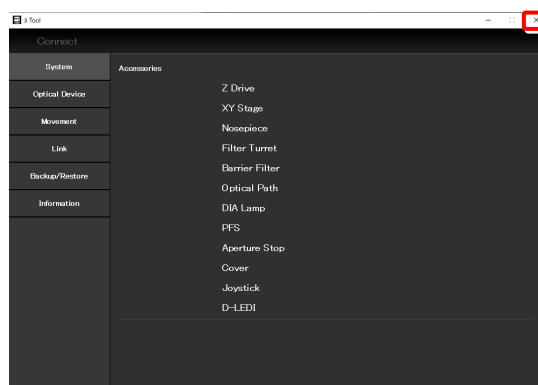 Ji Tool
Connect
System
Accessories
Optical Device
Movement
Link
Backup/Restore
Information
Z Drive
XY Stage
Nosepiece
Filter Turret
Barrier Filter
Optical Path
DIA Lamp
PFS
Aperture Stop
Cover
Joystick
D-LEDI